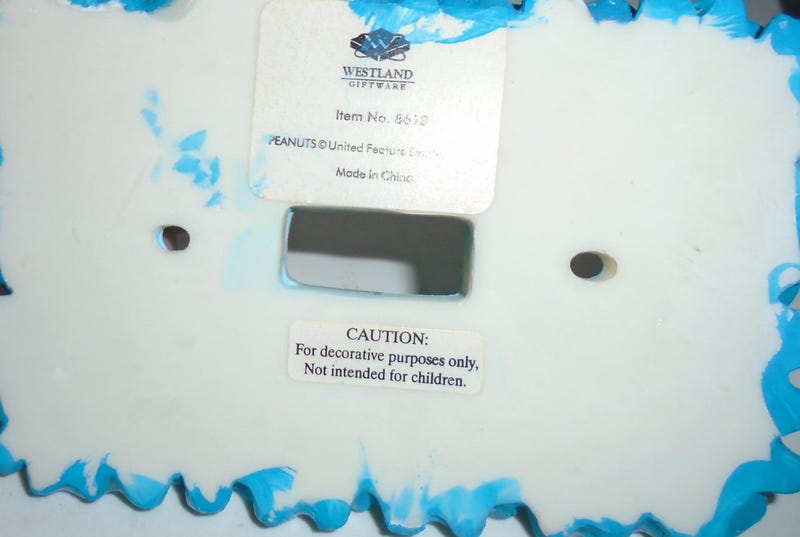 WESTLAND
GIFTWARE
Item No. 8619
PEANUTS © United Feature
Made in China
CAUTION:
For decorative purposes only,
Not intended for children.